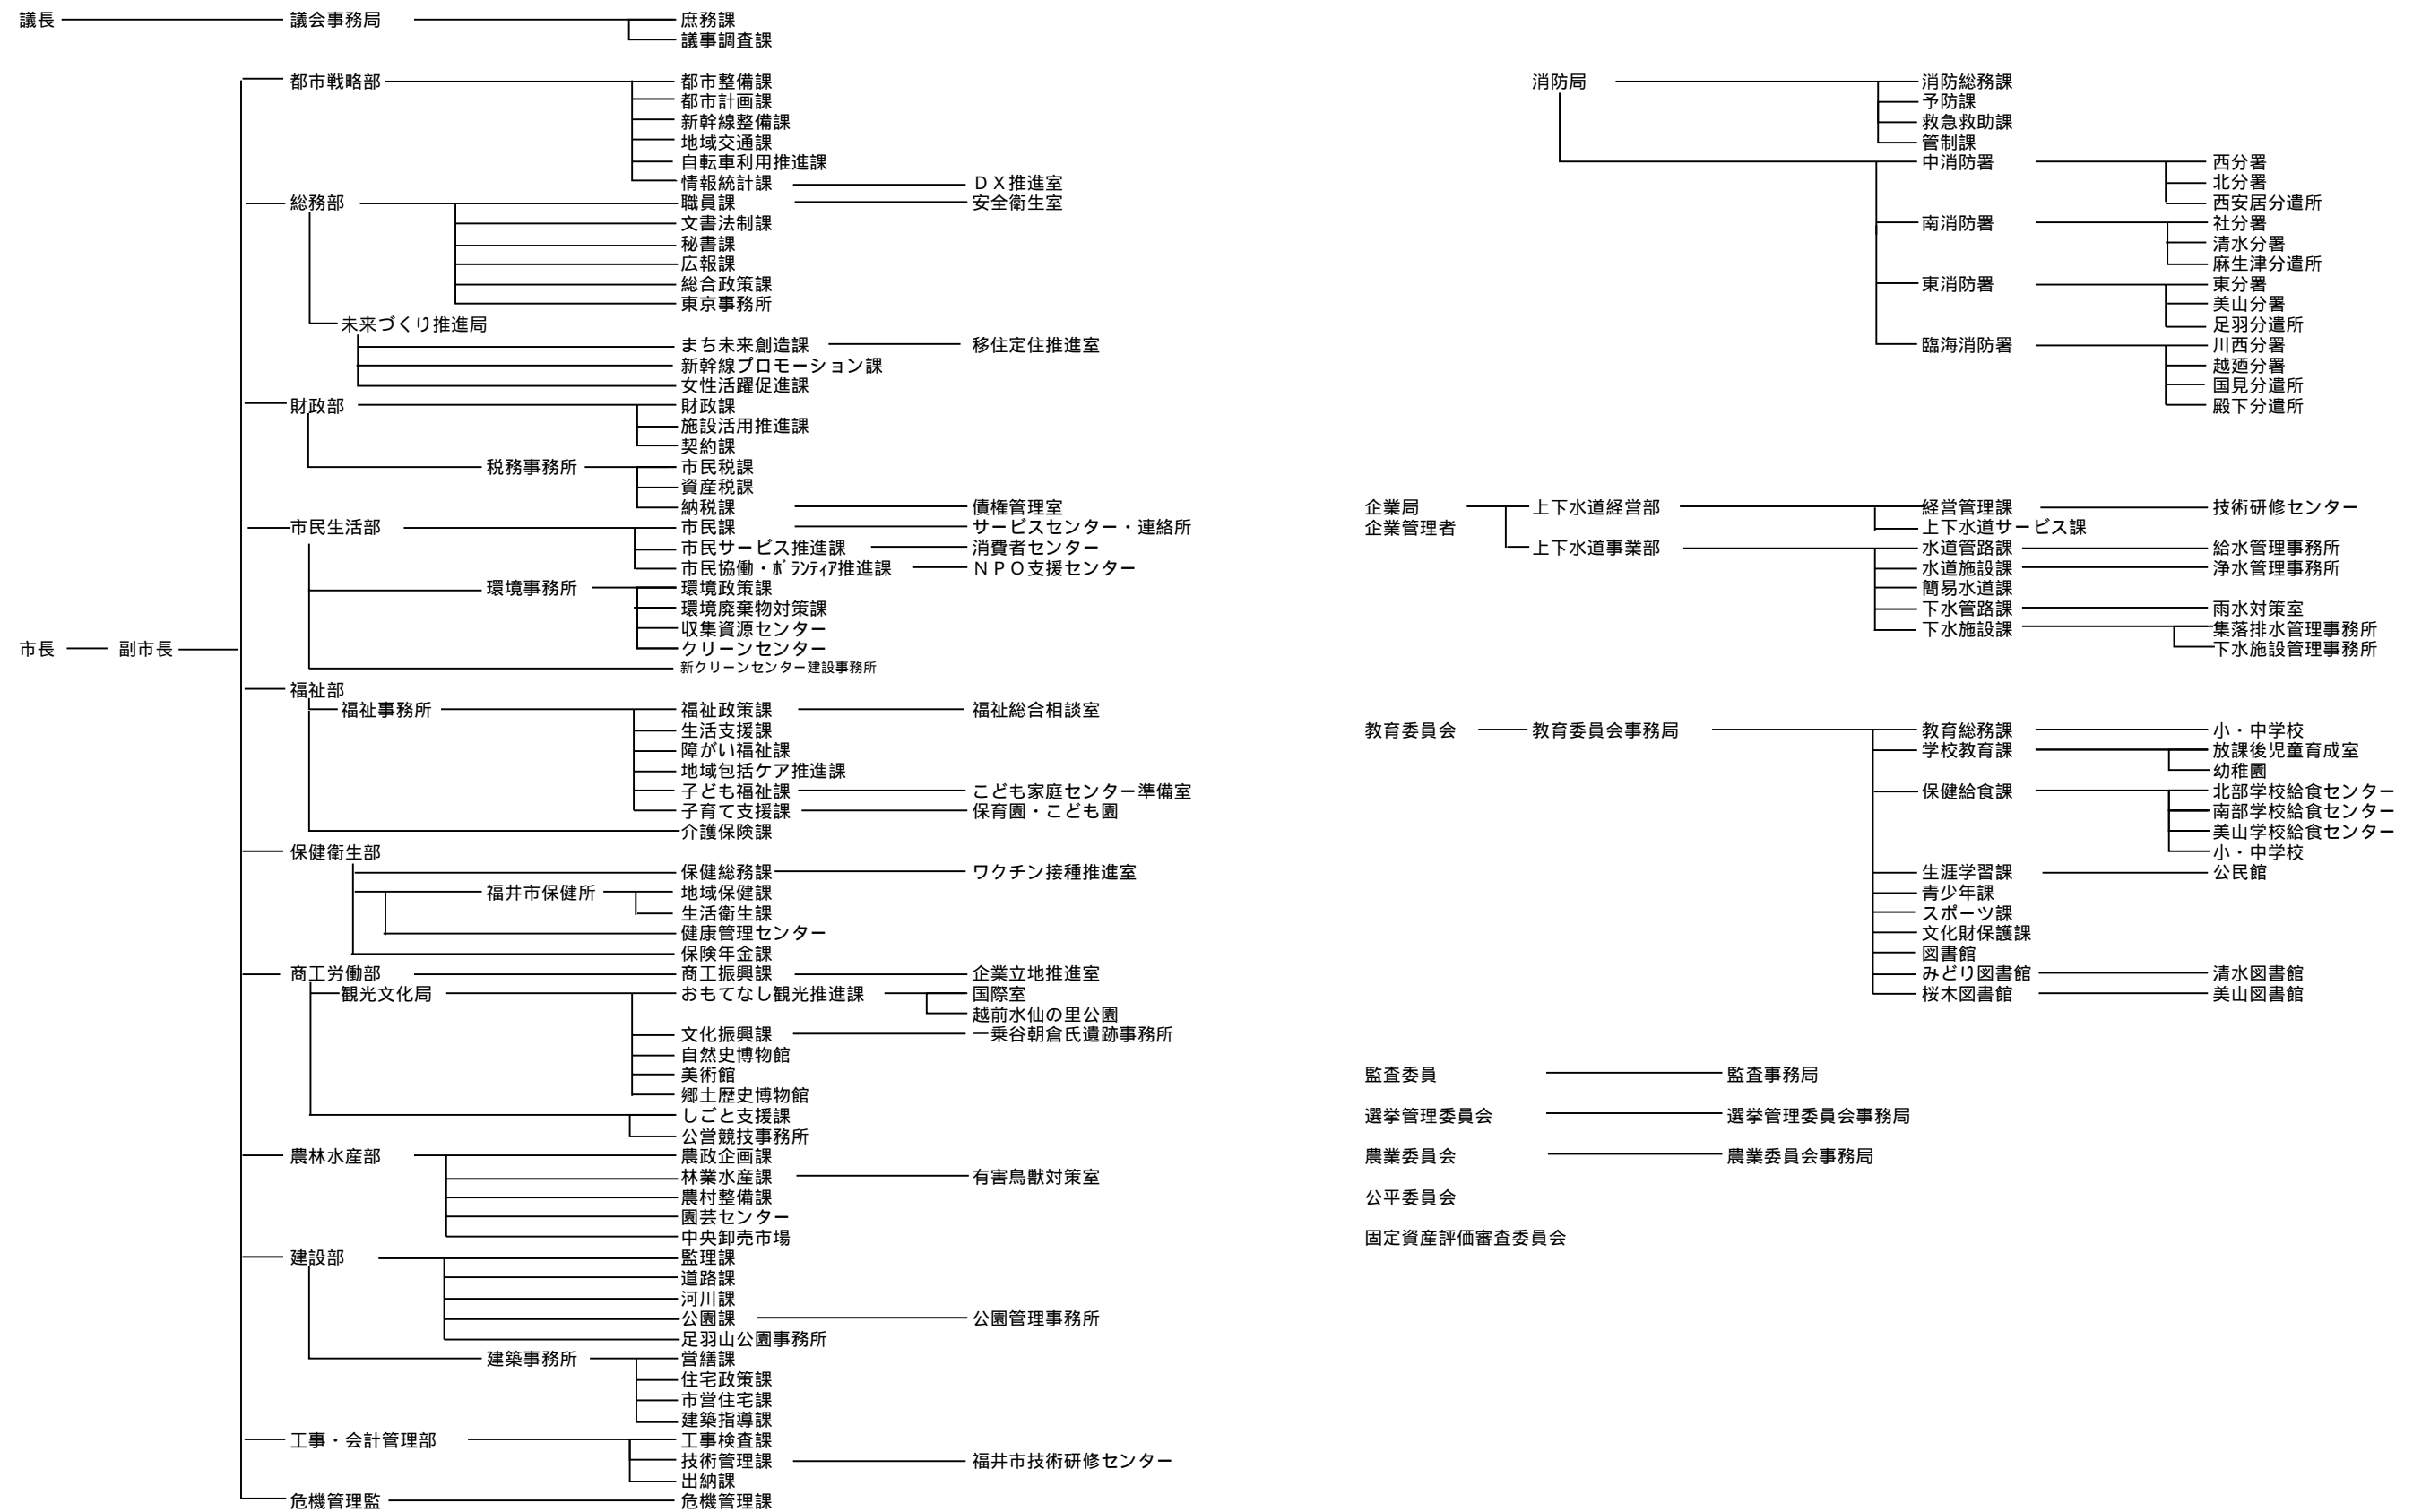 議長 議会事務局 庶務課
議事調査課
都市戦略部 都市整備課
都市計画課
新幹線整備課
地域交通課
自転車利用推進課
情報統計課 ＤＸ推進室
総務部 職員課 安全衛生室
文書法制課
秘書課
広報課
総合政策課
東京事務所
未来づくり推進局
まち未来創造課 移住定住推進室
新幹線プロモーション課
女性活躍促進課
財政部 財政課
施設活用推進課
契約課
税務事務所 市民税課
資産税課
納税課 債権管理室
市民生活部 市民課 サービスセンター・連絡所
市民サービス推進課 消費者センター
市民協働・ﾎﾞﾗﾝﾃｨｱ推進課 ＮＰＯ支援センター
環境事務所 環境政策課
環境廃棄物対策課
収集資源センター
市長 副市長 クリーンセンター
新クリーンセンター建設事務所
福祉部
福祉事務所 福祉政策課 福祉総合相談室
生活支援課
障がい福祉課
地域包括ケア推進課
子ども福祉課 こども家庭センター準備室
子育て支援課 保育園・こども園
介護保険課
保健衛生部
保健総務課 ワクチン接種推進室
福井市保健所 地域保健課
生活衛生課
健康管理センター
保険年金課
商工労働部 商工振興課 企業立地推進室
観光文化局 おもてなし観光推進課 国際室
越前水仙の里公園
文化振興課 一乗谷朝倉氏遺跡事務所
自然史博物館
美術館
郷土歴史博物館
しごと支援課
公営競技事務所
農林水産部 農政企画課
林業水産課 有害鳥獣対策室
農村整備課
園芸センター
中央卸売市場
建設部 監理課
道路課
河川課
公園課 公園管理事務所
足羽山公園事務所
建築事務所 営繕課
住宅政策課
市営住宅課
建築指導課
工事・会計管理部 工事検査課
技術管理課 福井市技術研修センター
出納課
危機管理監 危機管理課
消防局 消防総務課
予防課
救急救助課
管制課
中消防署 西分署
北分署
西安居分遣所
南消防署 社分署
清水分署
麻生津分遣所
東消防署 東分署
美山分署
足羽分遣所
臨海消防署 川西分署
越廼分署
国見分遣所
殿下分遣所
企業局 上下水道経営部 経営管理課 技術研修センター
企業管理者 上下水道サービス課
上下水道事業部 水道管路課 給水管理事務所
水道施設課 浄水管理事務所
簡易水道課
下水管路課 雨水対策室
下水施設課 集落排水管理事務所
下水施設管理事務所
教育委員会 教育委員会事務局 教育総務課 小・中学校
学校教育課 放課後児童育成室
幼稚園
保健給食課 北部学校給食センター
南部学校給食センター
美山学校給食センター
小・中学校
生涯学習課 公民館
青少年課
スポーツ課
文化財保護課
図書館
みどり図書館 清水図書館
桜木図書館 美山図書館
監査委員 監査事務局
選挙管理委員会 選挙管理委員会事務局
農業委員会 農業委員会事務局
公平委員会
固定資産評価審査委員会